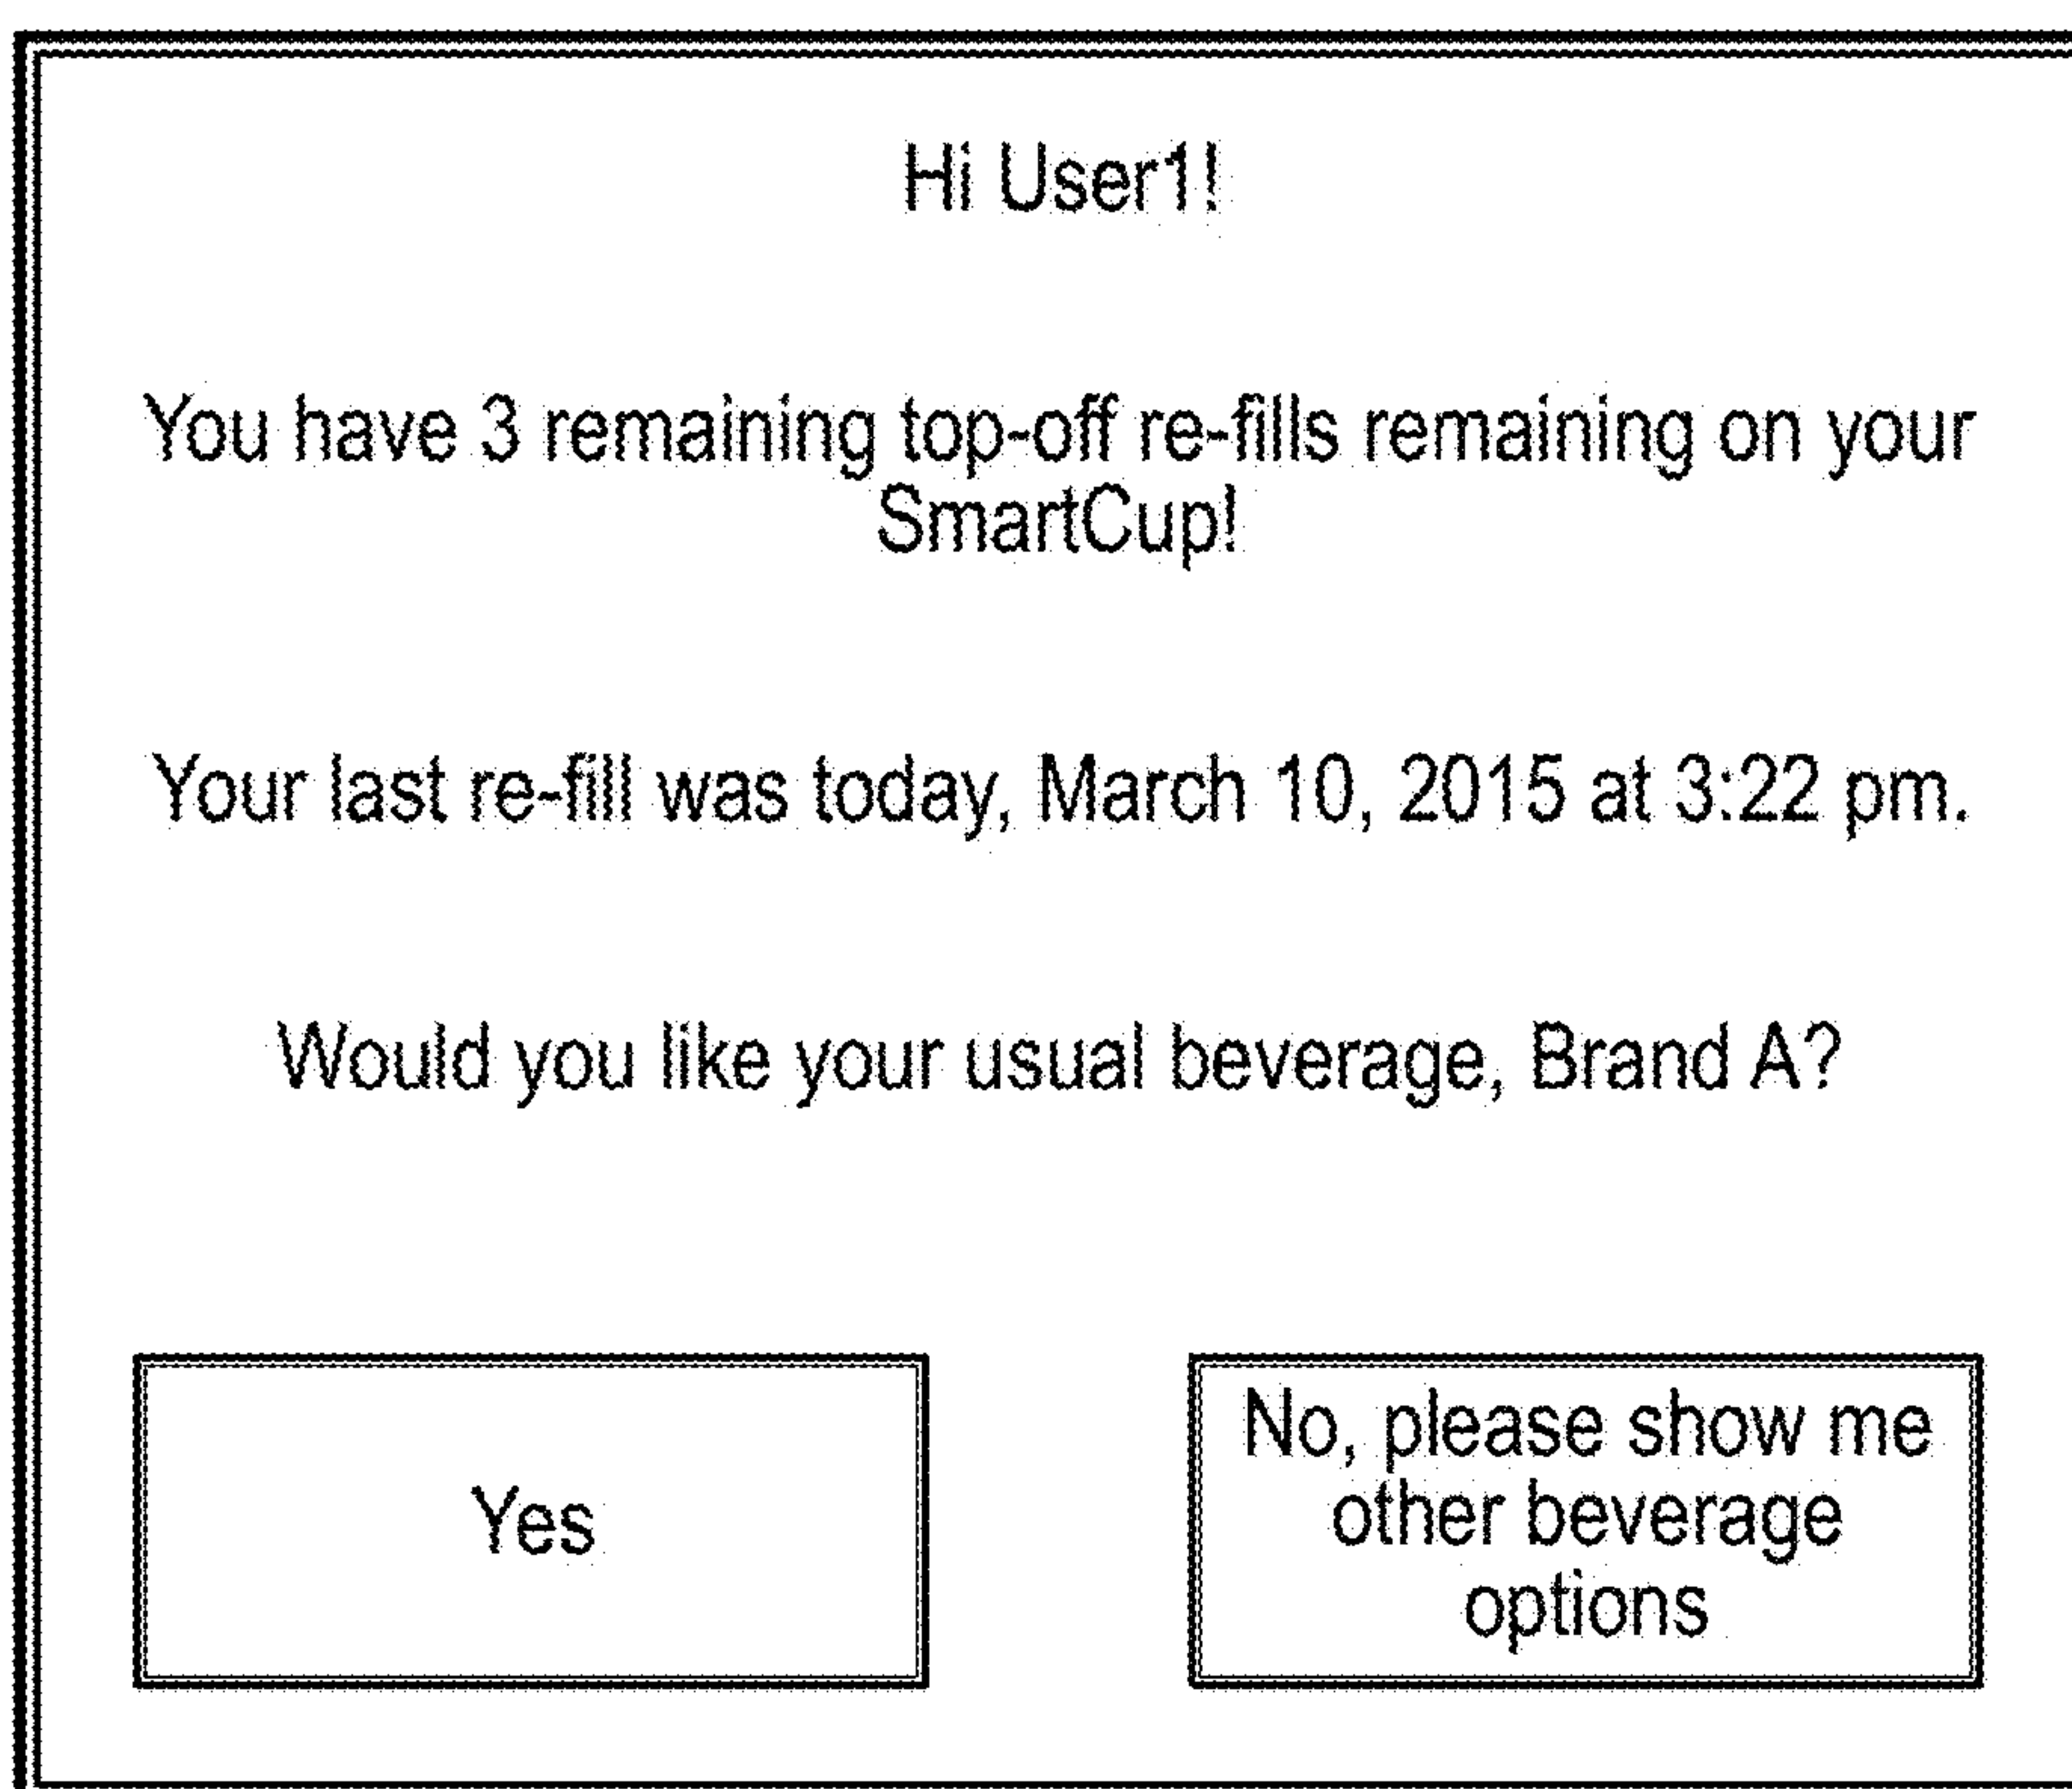 Hi User1!
You have 3 remaining top-off re-fills remaining on your
SmartCup!
Your last re-fill was today, March 10, 2015 at 3:22 pm.
Would you like your usual beverage, Brand A?
Yes
No, please show me
other beverage
options